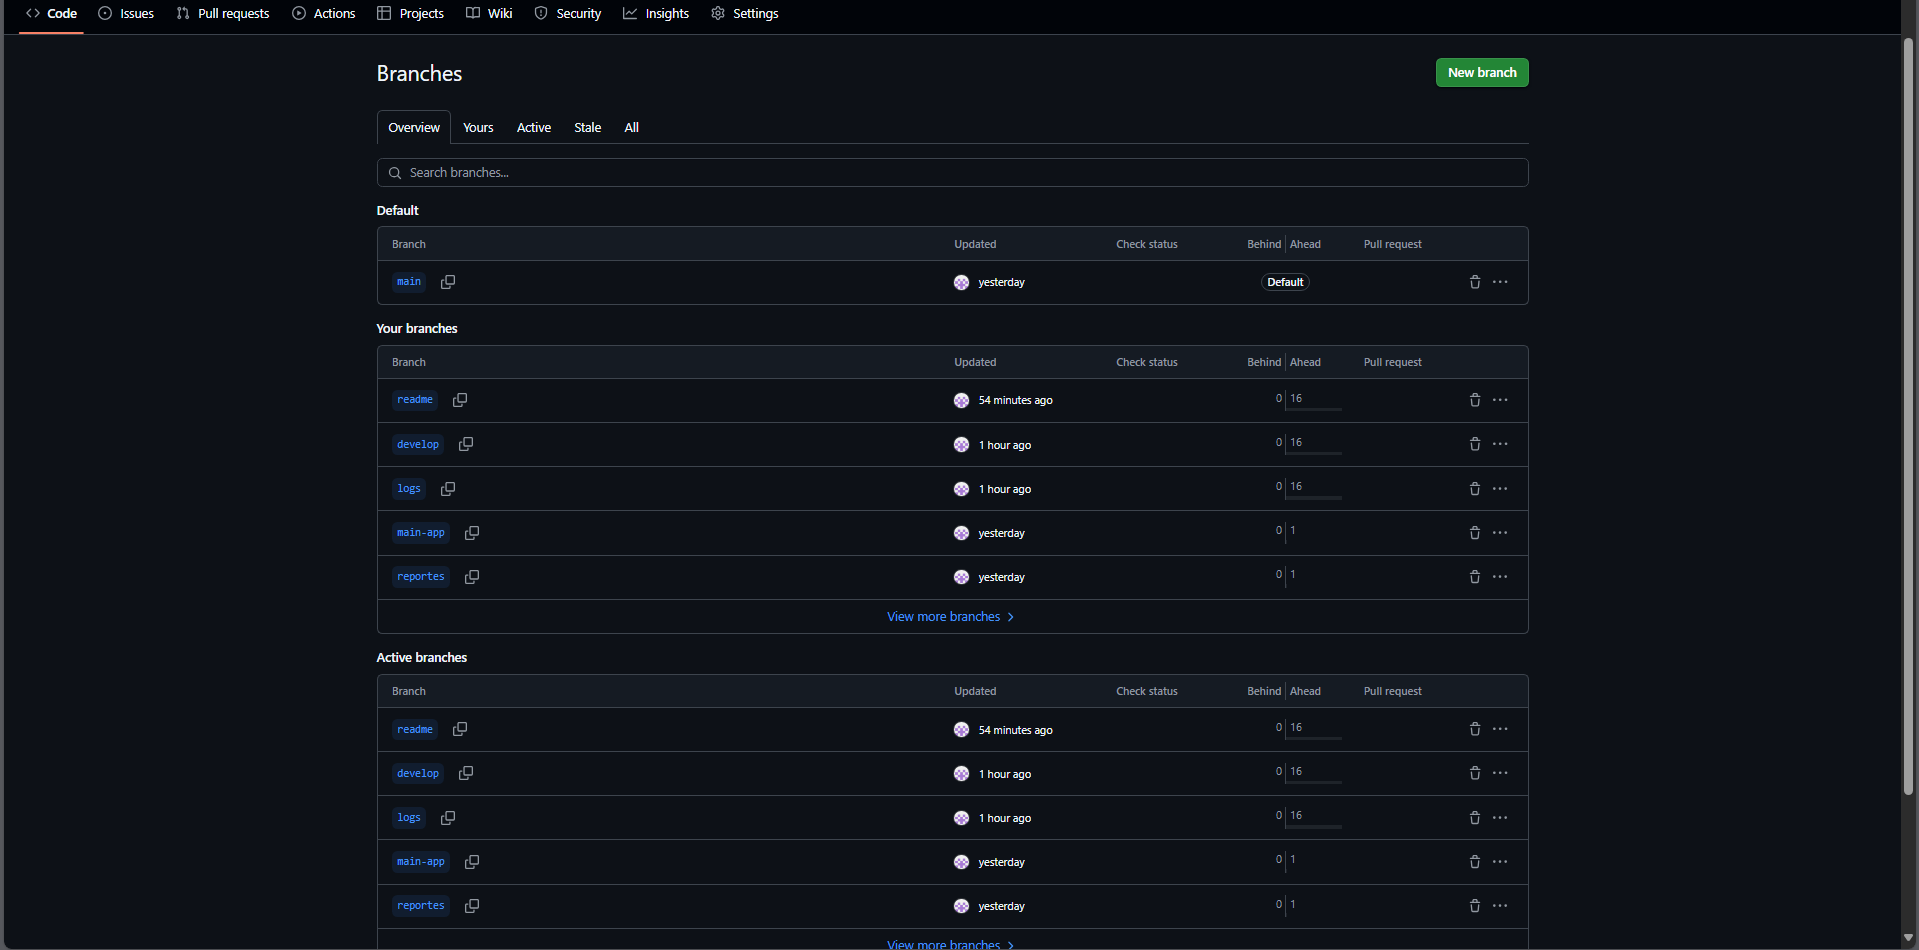 Code Issues Pull requests Actions Projects Wiki Security Insights Settings
Branches
New branch
Overview Yours Active Stale All
Search branches...
Default
Branch Updated Check status Behind Ahead Pull request
main yesterday Default
Your branches
Branch Updated Check status Behind Ahead Pull request
readme 54 minutes ago 0 16
develop 1 hour ago 0 16
logs 1 hour ago 0 16
main-app yesterday 0 1
reportes yesterday 0 1
View more branches
Active branches
Branch Updated Check status Behind Ahead Pull request
readme 54 minutes ago 0 16
develop 1 hour ago 0 16
logs 1 hour ago 0 16
main-app yesterday 0 1
reportes yesterday 0 1
View more branches